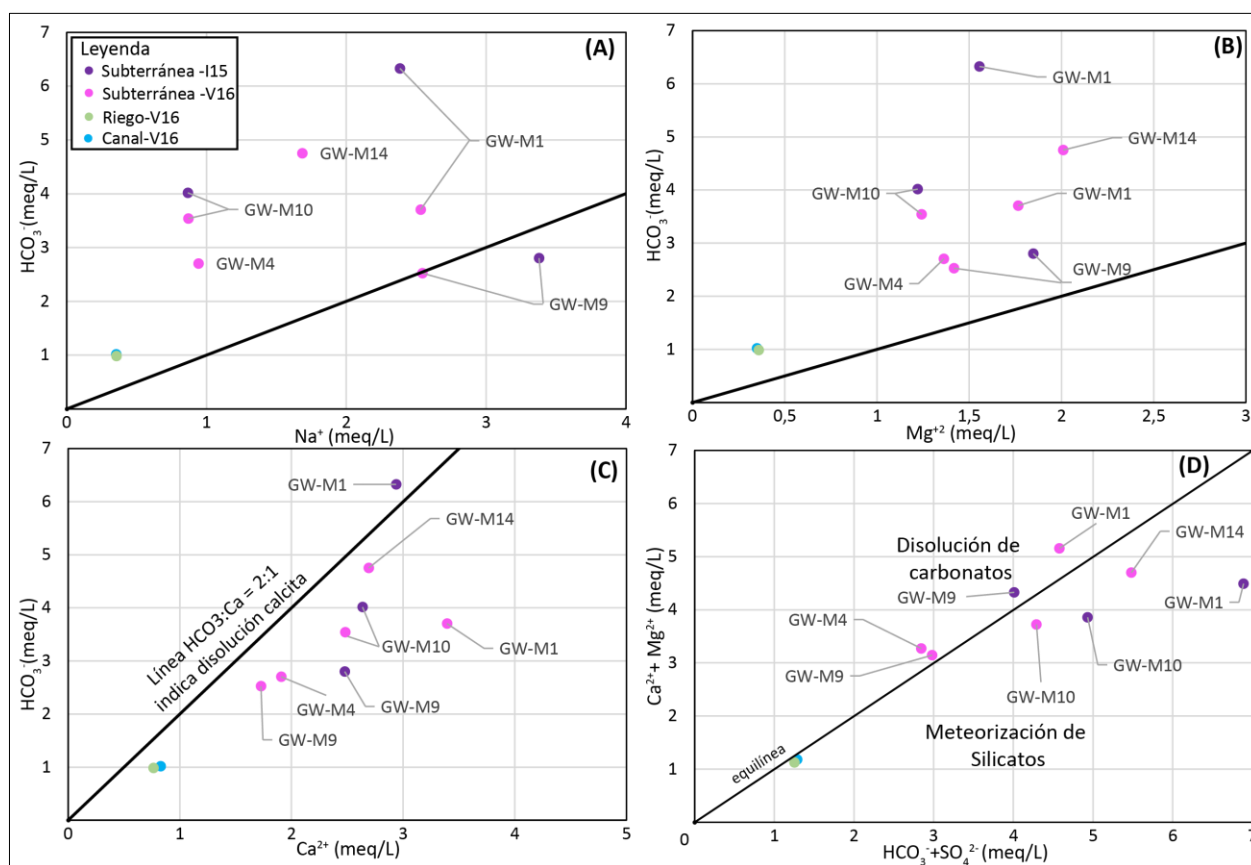 (A)
7
6
5
4
3
2
1
0
1
2
3
4
HCO₃⁻(meq/L)
Na⁺ (meq/L)
Leyenda
Subterránea -I15
Subterránea -V16
Riego-V16
Canal-V16
GW-M14
GW-M1
GW-M10
GW-M4
GW-M9
(B)
7
6
5
4
3
2
1
0
0,5
1
1,5
2
2,5
3
HCO₃⁻(meq/L)
Mg⁺² (meq/L)
GW-M1
GW-M14
GW-M10
GW-M1
GW-M4
GW-M9
(C)
7
6
5
4
3
2
1
0
1
2
3
4
5
HCO₃⁻(meq/L)
Ca²⁺ (meq/L)
Línea HCO3:Ca = 2:1
indica disolución calcita
GW-M1
GW-M14
GW-M10
GW-M1
GW-M4
GW-M9
GW-M9
(D)
7
6
5
4
3
2
1
0
1
2
3
4
5
6
7
Ca²⁺+ Mg²⁺ (meq/L)
HCO₃⁻+SO₄²⁻ (meq/L)
GW-M1
Disolución de
carbonatos
GW-M14
GW-M9
GW-M1
GW-M4
GW-M10
GW-M9
GW-M10
Meteorización de
Silicatos
equilínea